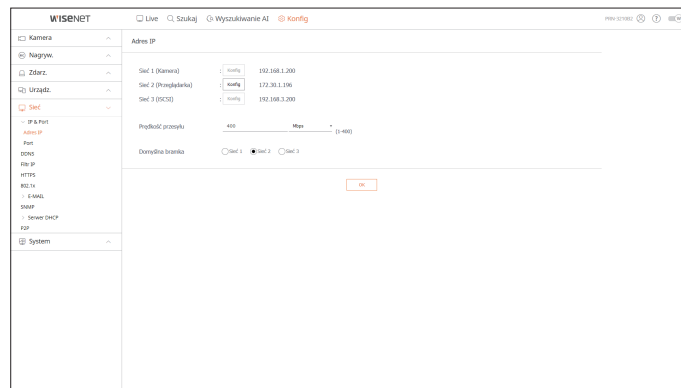 WISENET
Live Szukaj Wyszukiwanie AI Konfig
Kamera
Nagryw.
Zdarz.
Urządz.
Sieć
IP & Port
Adres IP
Port
DDNS
Filtr IP
HTTPS
802.1x
E-MAIL
SNMP
Serwer DHCP
P2P
System
Adres IP
Sieć 1 (Kamera) : Konfig 192.168.1.200
Sieć 2 (Przeglądarka) : Konfig 172.30.1.196
Sieć 3 (iSCSI) : Konfig 192.168.3.200
Prędkość przesyłu 400 Mbps (1-400)
Domyślna bramka Sieć 1 Sieć 2 Sieć 3
OK